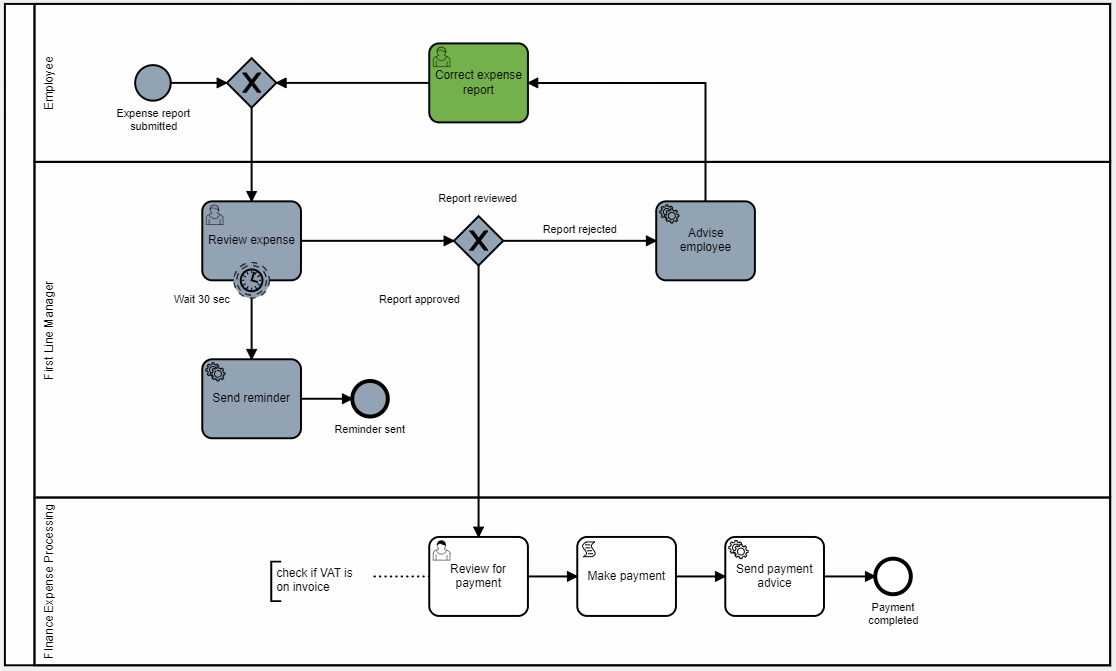 Employee
Expense report
submitted
Correct expense
report
First Line Manager
Report reviewed
Review expense
Report rejected
Advise
employee
Wait 30 sec
Report approved
Send reminder
Reminder sent
FInance Expense Processing
check if VAT is
on invoice
Review for
payment
Make payment
Send payment
advice
Payment
completed